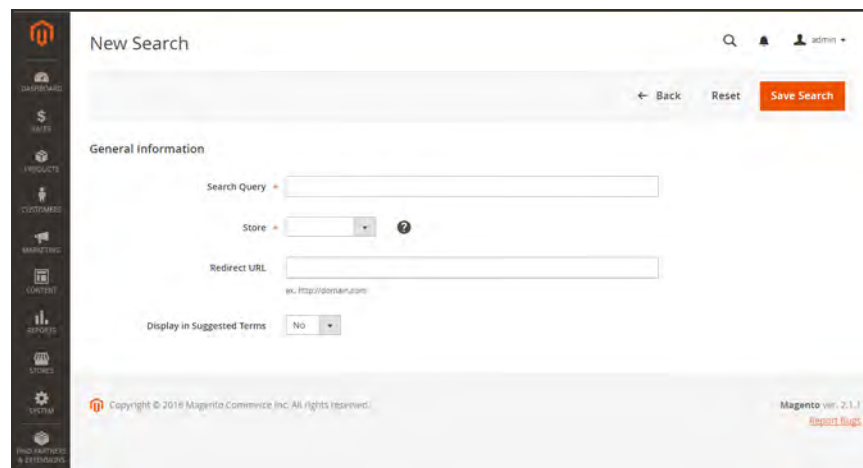 New Search
admin
DASHBOARD
SALES
PRODUCTS
CUSTOMERS
MARKETING
CONTENT
REPORTS
STORES
SYSTEM
FIND PARTNERS
& EXTENSIONS
← Back Reset Save Search
General Information
Search Query *
Store * ?
Redirect URL
ex. http://domain.com
Display in Suggested Terms No
Copyright © 2016 Magento Commerce Inc. All rights reserved.
Magento ver. 2.1.1
Report Bugs